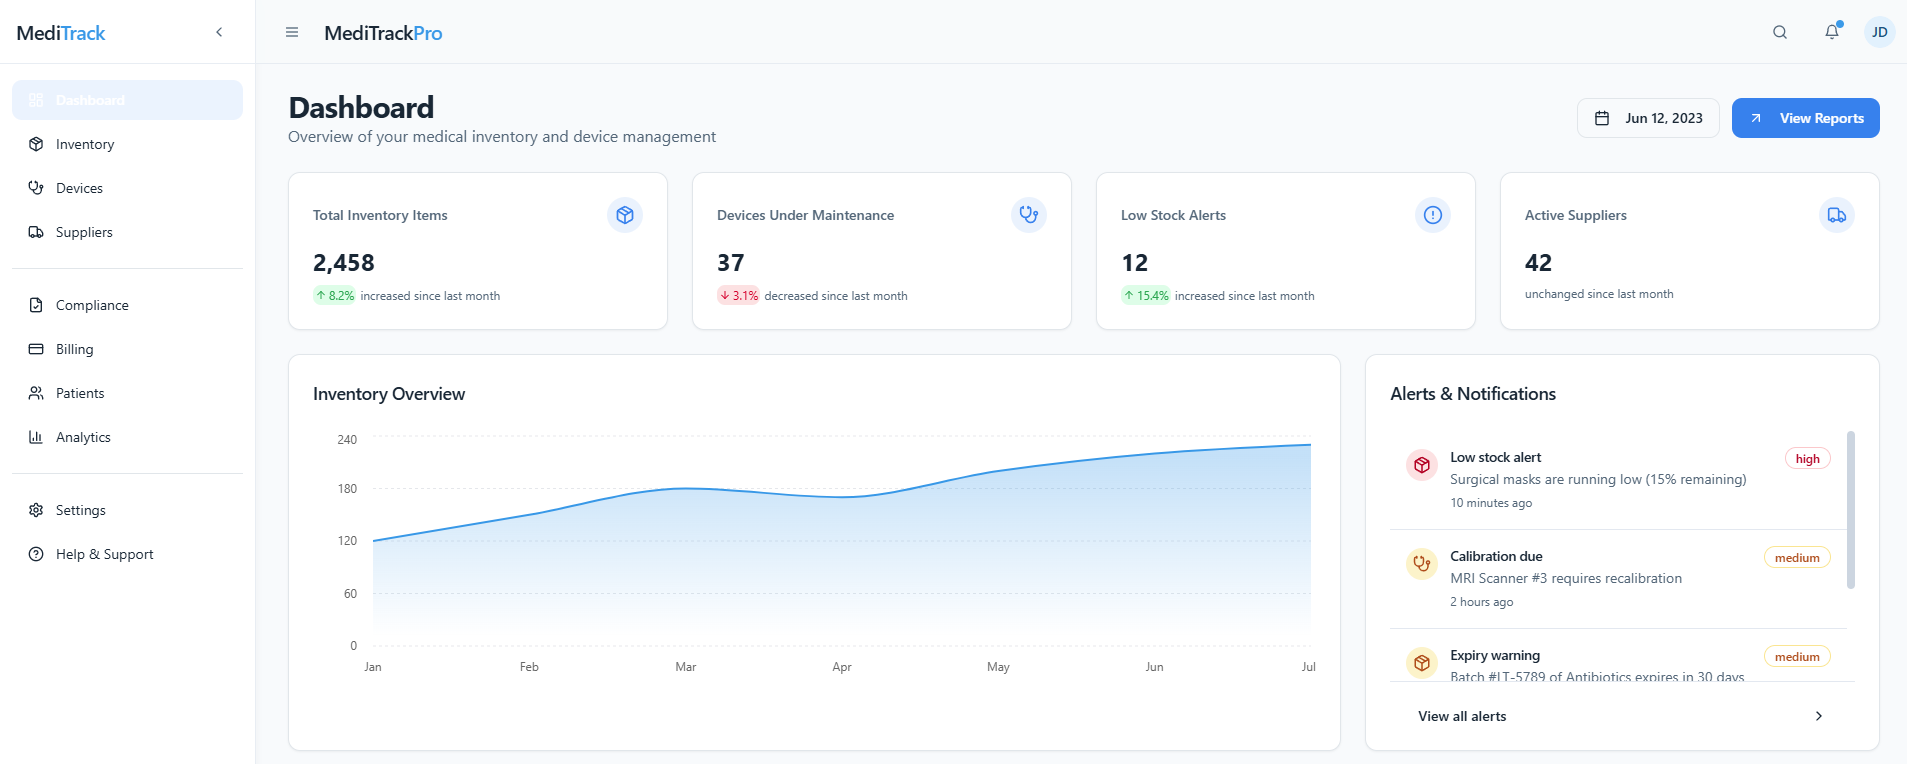 MediTrack
Dashboard
Inventory
Devices
Suppliers
Compliance
Billing
Patients
Analytics
Settings
Help & Support
MediTrackPro
JD
Dashboard
Overview of your medical inventory and device management
Jun 12, 2023
View Reports
Total Inventory Items
2,458
↑ 8.2% increased since last month
Devices Under Maintenance
37
↓ 3.1% decreased since last month
Low Stock Alerts
12
↑ 15.4% increased since last month
Active Suppliers
42
unchanged since last month
Inventory Overview
240
180
120
60
0
Jan Feb Mar Apr May Jun Jul
Alerts & Notifications
Low stock alert high
Surgical masks are running low (15% remaining)
10 minutes ago
Calibration due medium
MRI Scanner #3 requires recalibration
2 hours ago
Expiry warning medium
Batch #LT-5789 of Antibiotics expires in 30 days
View all alerts